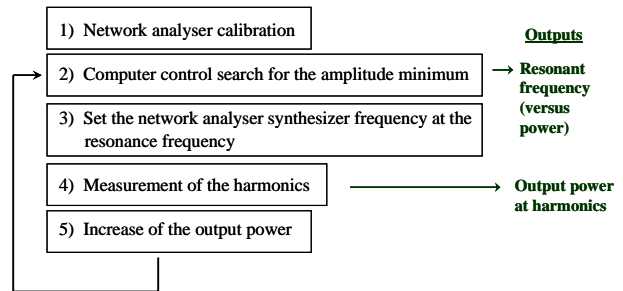 1) Network analyser calibration
Outputs
2) Computer control search for the amplitude minimum
Resonant
frequency
(versus
power)
3) Set the network analyser synthesizer frequency at the
resonance frequency
4) Measurement of the harmonics
Output power
at harmonics
5) Increase of the output power